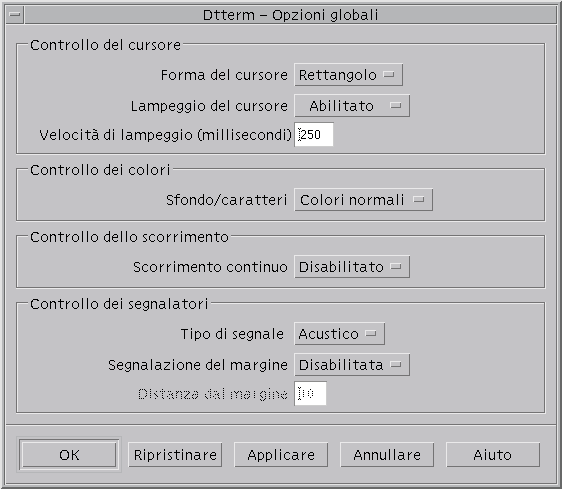 Dtterm – Opzioni globali
Controllo del cursore
Forma del cursore Rettangolo
Lampeggio del cursore Abilitato
Velocità di lampeggio (millisecondi) 250
Controllo dei colori
Sfondo/caratteri Colori normali
Controllo dello scorrimento
Scorrimento continuo Disabilitato
Controllo dei segnalatori
Tipo di segnale Acustico
Segnalazione del margine Disabilitata
Distanza dal margine 10
OK Ripristinare Applicare Annullare Aiuto